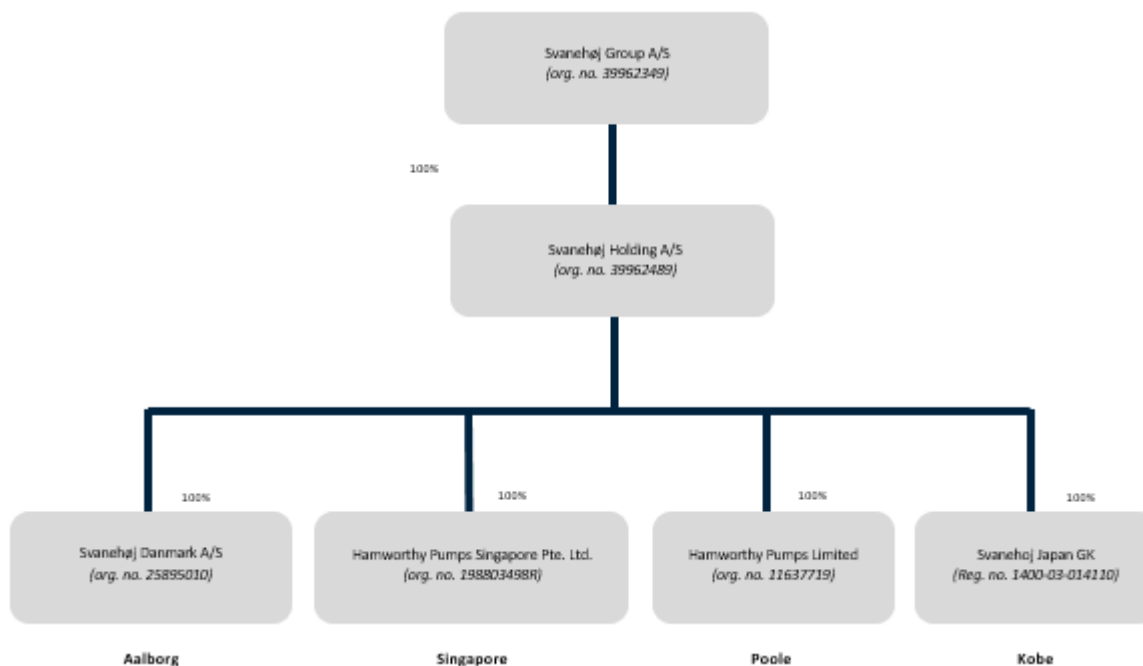 Svanehøj Group A/S
(org. no. 39962349)
100%
Svanehøj Holding A/S
(org. no. 39962489)
100%
100%
100%
100%
Svanehøj Danmark A/S
(org. no. 25895010)
Hamworthy Pumps Singapore Pte. Ltd.
(org. no. 198803498R)
Hamworthy Pumps Limited
(org. no. 11637719)
Svanehoj Japan GK
(Reg. no. 1400-03-014110)
Aalborg
Singapore
Poole
Kobe